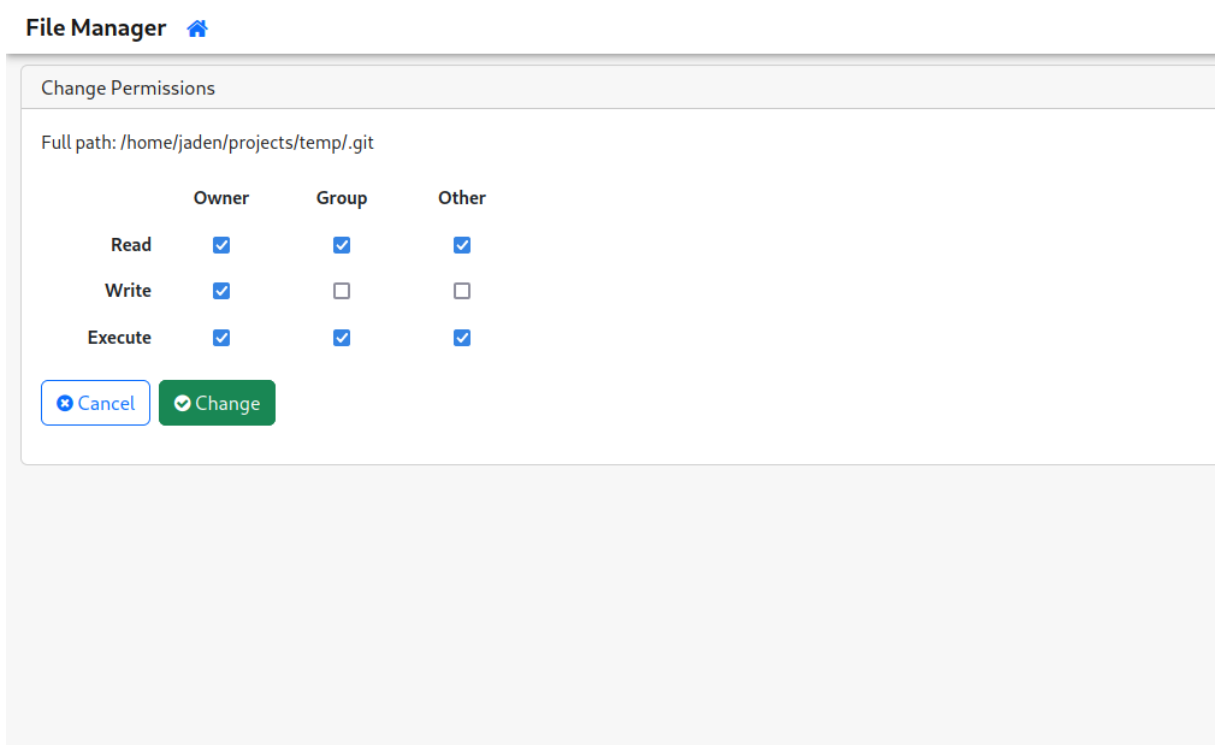 File Manager
Change Permissions
Full path: /home/jaden/projects/temp/.git
Owner Group Other
Read
Write
Execute
Cancel Change